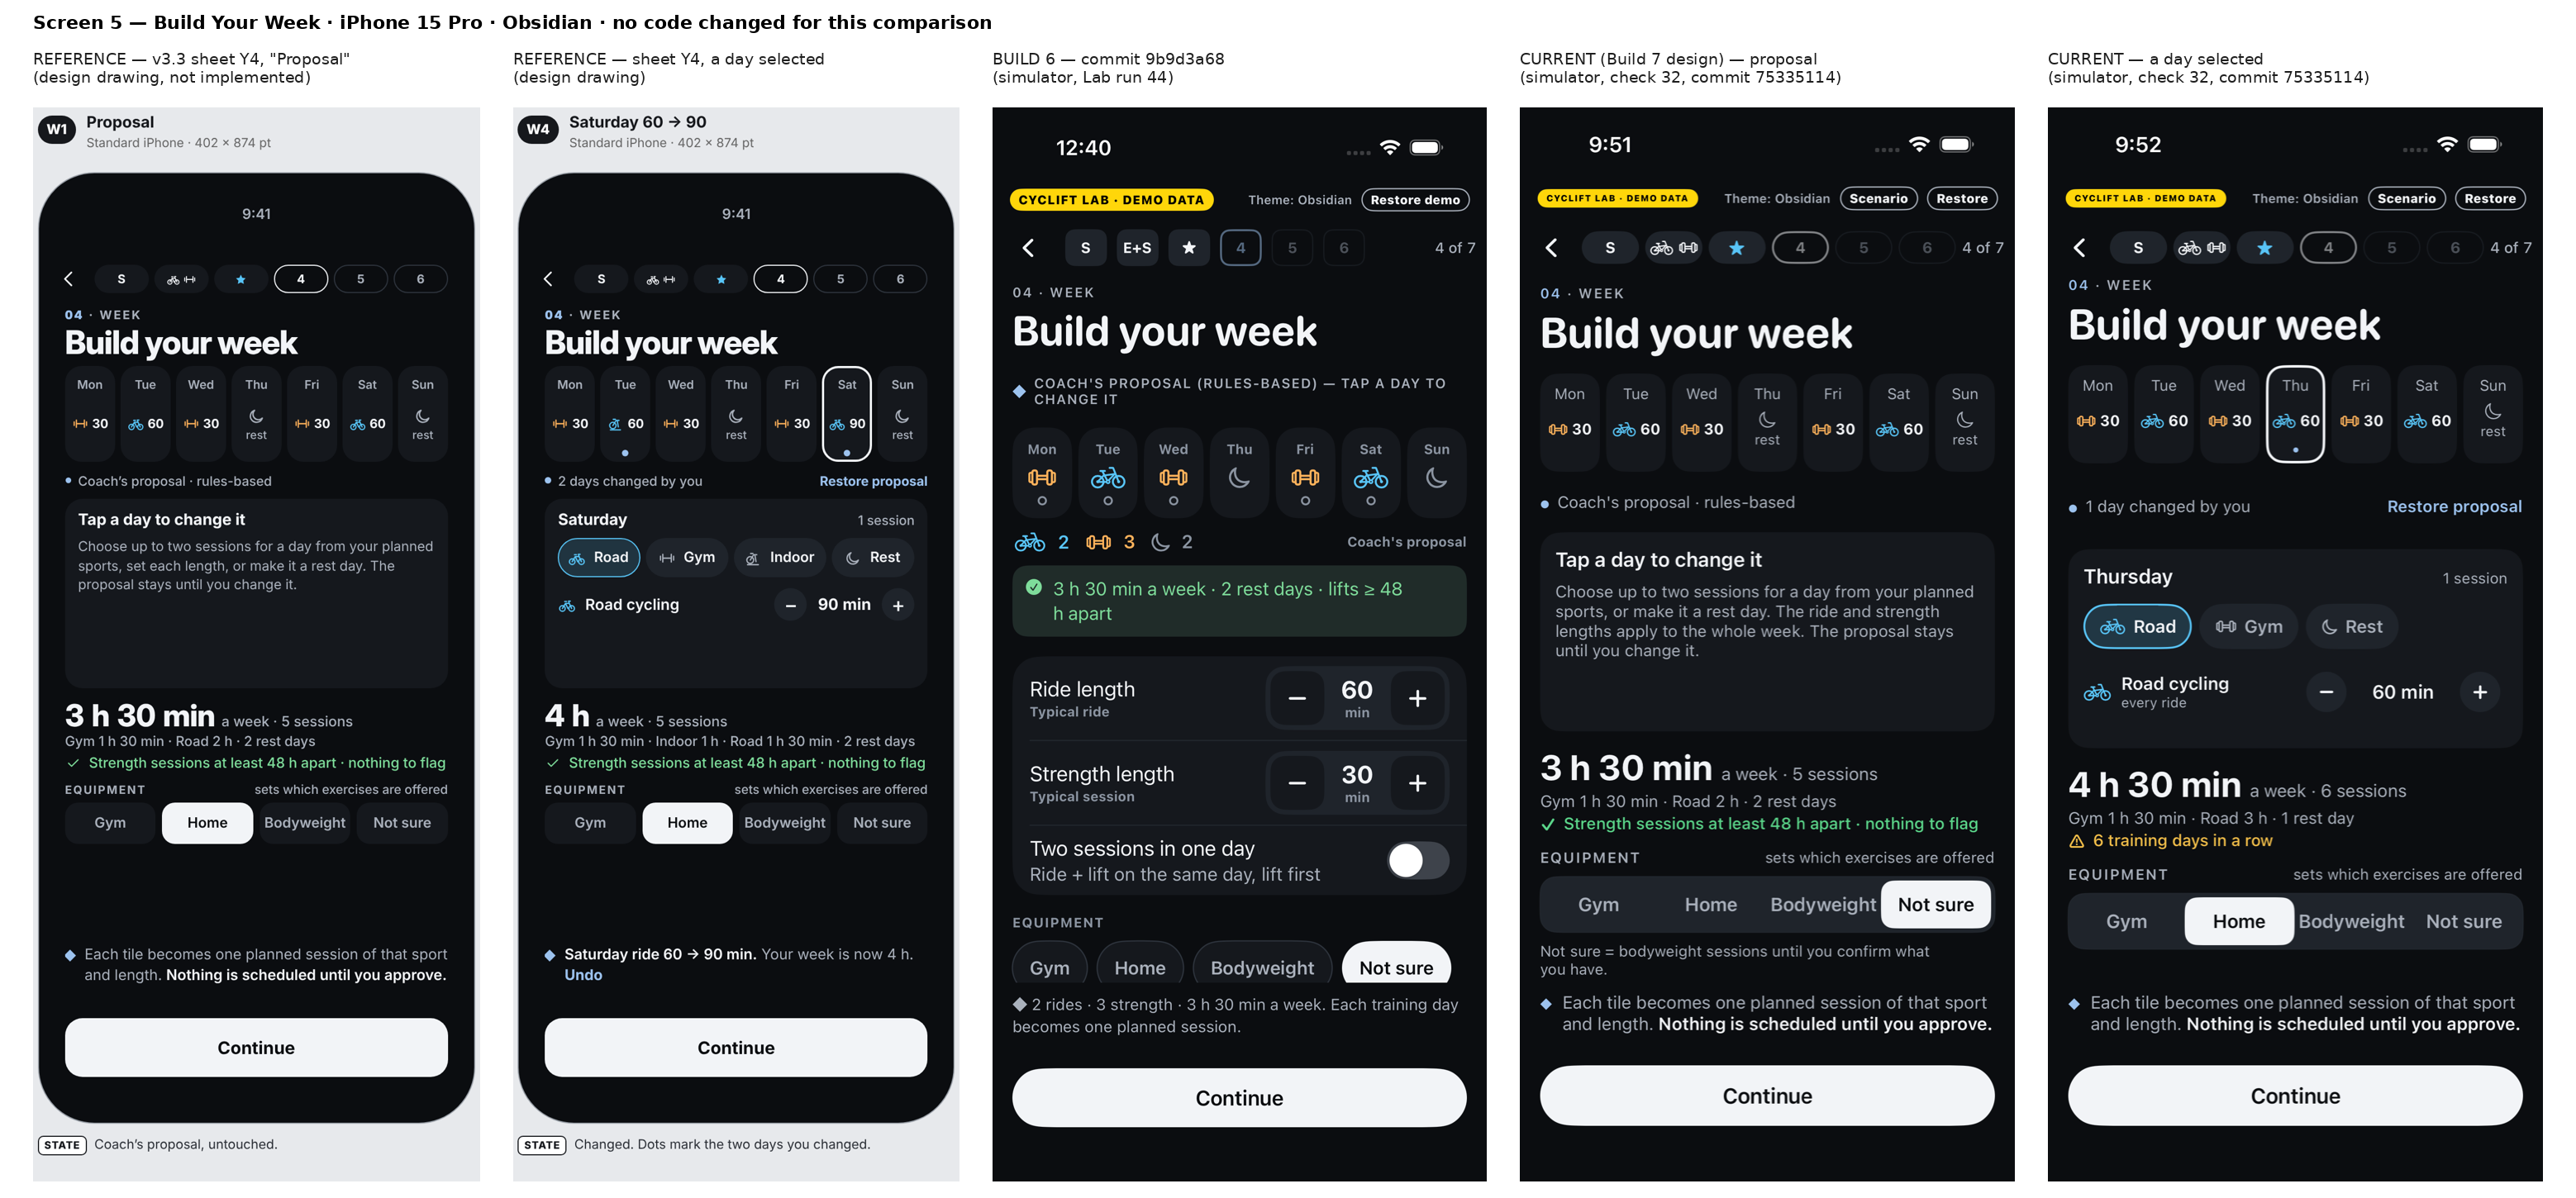 Screen 5 — Build Your Week · iPhone 15 Pro · Obsidian · no code changed for this comparison
REFERENCE — v3.3 sheet Y4, "Proposal"
(design drawing, not implemented)
W1
Proposal
Standard iPhone · 402 × 874 pt
9:41
S
4
5
6
04 · WEEK
Build your week
Mon Tue Wed Thu Fri Sat Sun
30 60 30 rest 30 60 rest
Coach's proposal · rules-based
Tap a day to change it
Choose up to two sessions for a day from your planned
sports, set each length, or make it a rest day. The
proposal stays until you change it.
3 h 30 min a week · 5 sessions
Gym 1 h 30 min · Road 2 h · 2 rest days
Strength sessions at least 48 h apart · nothing to flag
EQUIPMENT sets which exercises are offered
Gym Home Bodyweight Not sure
Each tile becomes one planned session of that sport
and length. Nothing is scheduled until you approve.
Continue
STATE Coach's proposal, untouched.
REFERENCE — sheet Y4, a day selected
(design drawing)
W4
Saturday 60 → 90
Standard iPhone · 402 × 874 pt
9:41
S
4
5
6
04 · WEEK
Build your week
Mon Tue Wed Thu Fri Sat Sun
30 60 30 rest 30 90 rest
2 days changed by you Restore proposal
Saturday 1 session
Road Gym Indoor Rest
Road cycling − 90 min +
4 h a week · 5 sessions
Gym 1 h 30 min · Indoor 1 h · Road 1 h 30 min · 2 rest days
Strength sessions at least 48 h apart · nothing to flag
EQUIPMENT sets which exercises are offered
Gym Home Bodyweight Not sure
Saturday ride 60 → 90 min. Your week is now 4 h.
Undo
Continue
STATE Changed. Dots mark the two days you changed.
BUILD 6 — commit 9b9d3a68
(simulator, Lab run 44)
12:40
CYCLIFT LAB · DEMO DATA Theme: Obsidian Restore demo
S E+S 4 5 6 4 of 7
04 · WEEK
Build your week
COACH'S PROPOSAL (RULES-BASED) — TAP A DAY TO
CHANGE IT
Mon Tue Wed Thu Fri Sat Sun
2 3 2 Coach's proposal
3 h 30 min a week · 2 rest days · lifts ≥ 48
h apart
Ride length
Typical ride
− 60 min +
Strength length
Typical session
− 30 min +
Two sessions in one day
Ride + lift on the same day, lift first
EQUIPMENT
Gym Home Bodyweight Not sure
2 rides · 3 strength · 3 h 30 min a week. Each training day
becomes one planned session.
Continue
CURRENT (Build 7 design) — proposal
(simulator, check 32, commit 75335114)
9:51
CYCLIFT LAB · DEMO DATA Theme: Obsidian Scenario Restore
S 4 5 6 4 of 7
04 · WEEK
Build your week
Mon Tue Wed Thu Fri Sat Sun
30 60 30 rest 30 60 rest
Coach's proposal · rules-based
Tap a day to change it
Choose up to two sessions for a day from your planned
sports, or make it a rest day. The ride and strength
lengths apply to the whole week. The proposal stays
until you change it.
3 h 30 min a week · 5 sessions
Gym 1 h 30 min · Road 2 h · 2 rest days
Strength sessions at least 48 h apart · nothing to flag
EQUIPMENT sets which exercises are offered
Gym Home Bodyweight Not sure
Not sure = bodyweight sessions until you confirm what
you have.
Each tile becomes one planned session of that sport
and length. Nothing is scheduled until you approve.
Continue
CURRENT — a day selected
(simulator, check 32, commit 75335114)
9:52
CYCLIFT LAB · DEMO DATA Theme: Obsidian Scenario Restore
S 4 5 6 4 of 7
04 · WEEK
Build your week
Mon Tue Wed Thu Fri Sat Sun
30 60 30 60 30 60 rest
1 day changed by you Restore proposal
Thursday 1 session
Road Gym Rest
Road cycling
every ride
− 60 min +
4 h 30 min a week · 6 sessions
Gym 1 h 30 min · Road 3 h · 1 rest day
6 training days in a row
EQUIPMENT sets which exercises are offered
Gym Home Bodyweight Not sure
Each tile becomes one planned session of that sport
and length. Nothing is scheduled until you approve.
Continue